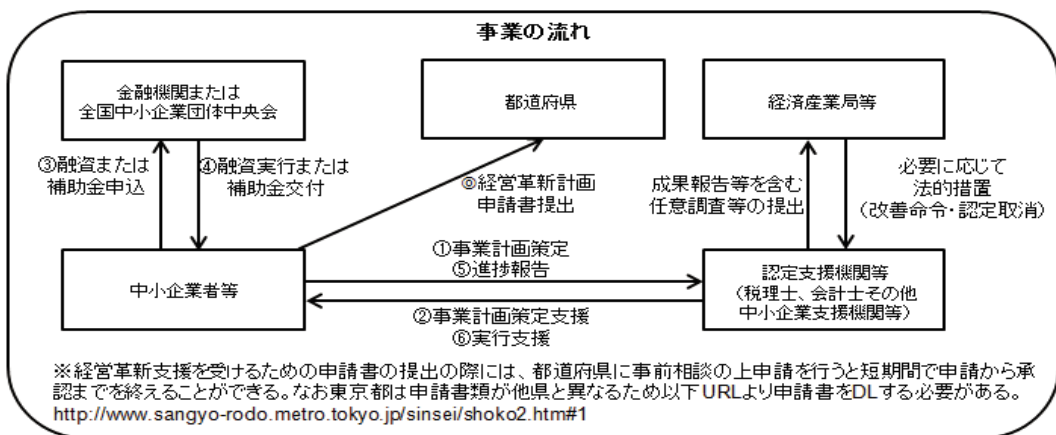 事業の流れ
金融機関または
全国中小企業団体中央会
都道府県
経済産業局等
③融資または
補助金申込
④融資実行または
補助金交付
◎経営革新計画
申請書提出
成果報告等を含む
任意調査等の提出
必要に応じて
法的措置
(改善命令・認定取消)
①事業計画策定
⑤進捗報告
中小企業者等
認定支援機関等
(税理士、会計士その他
中小企業支援機関等)
②事業計画策定支援
⑥実行支援
※経営革新支援を受けるための申請書の提出の際には、都道府県に事前相談の上申請を行うと短期間で申請から承
認までを終えることができる。なお東京都は申請書類が他県と異なるため以下URLより申請書をDLする必要がある。
http://www.sangyo-rodo.metro.tokyo.jp/sinsei/shoko2.htm#1